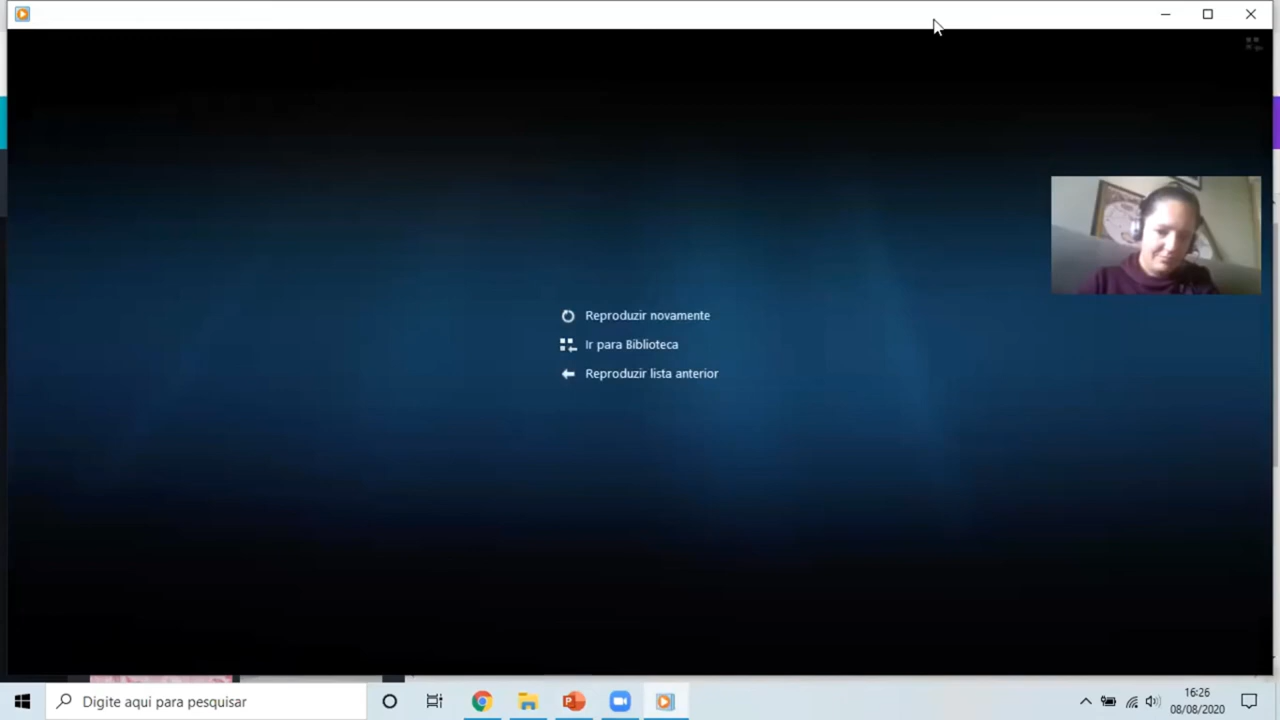 Reproduzir novamente
Ir para Biblioteca
Reproduzir lista anterior
Digite aqui para pesquisar
16:26
08/08/2020